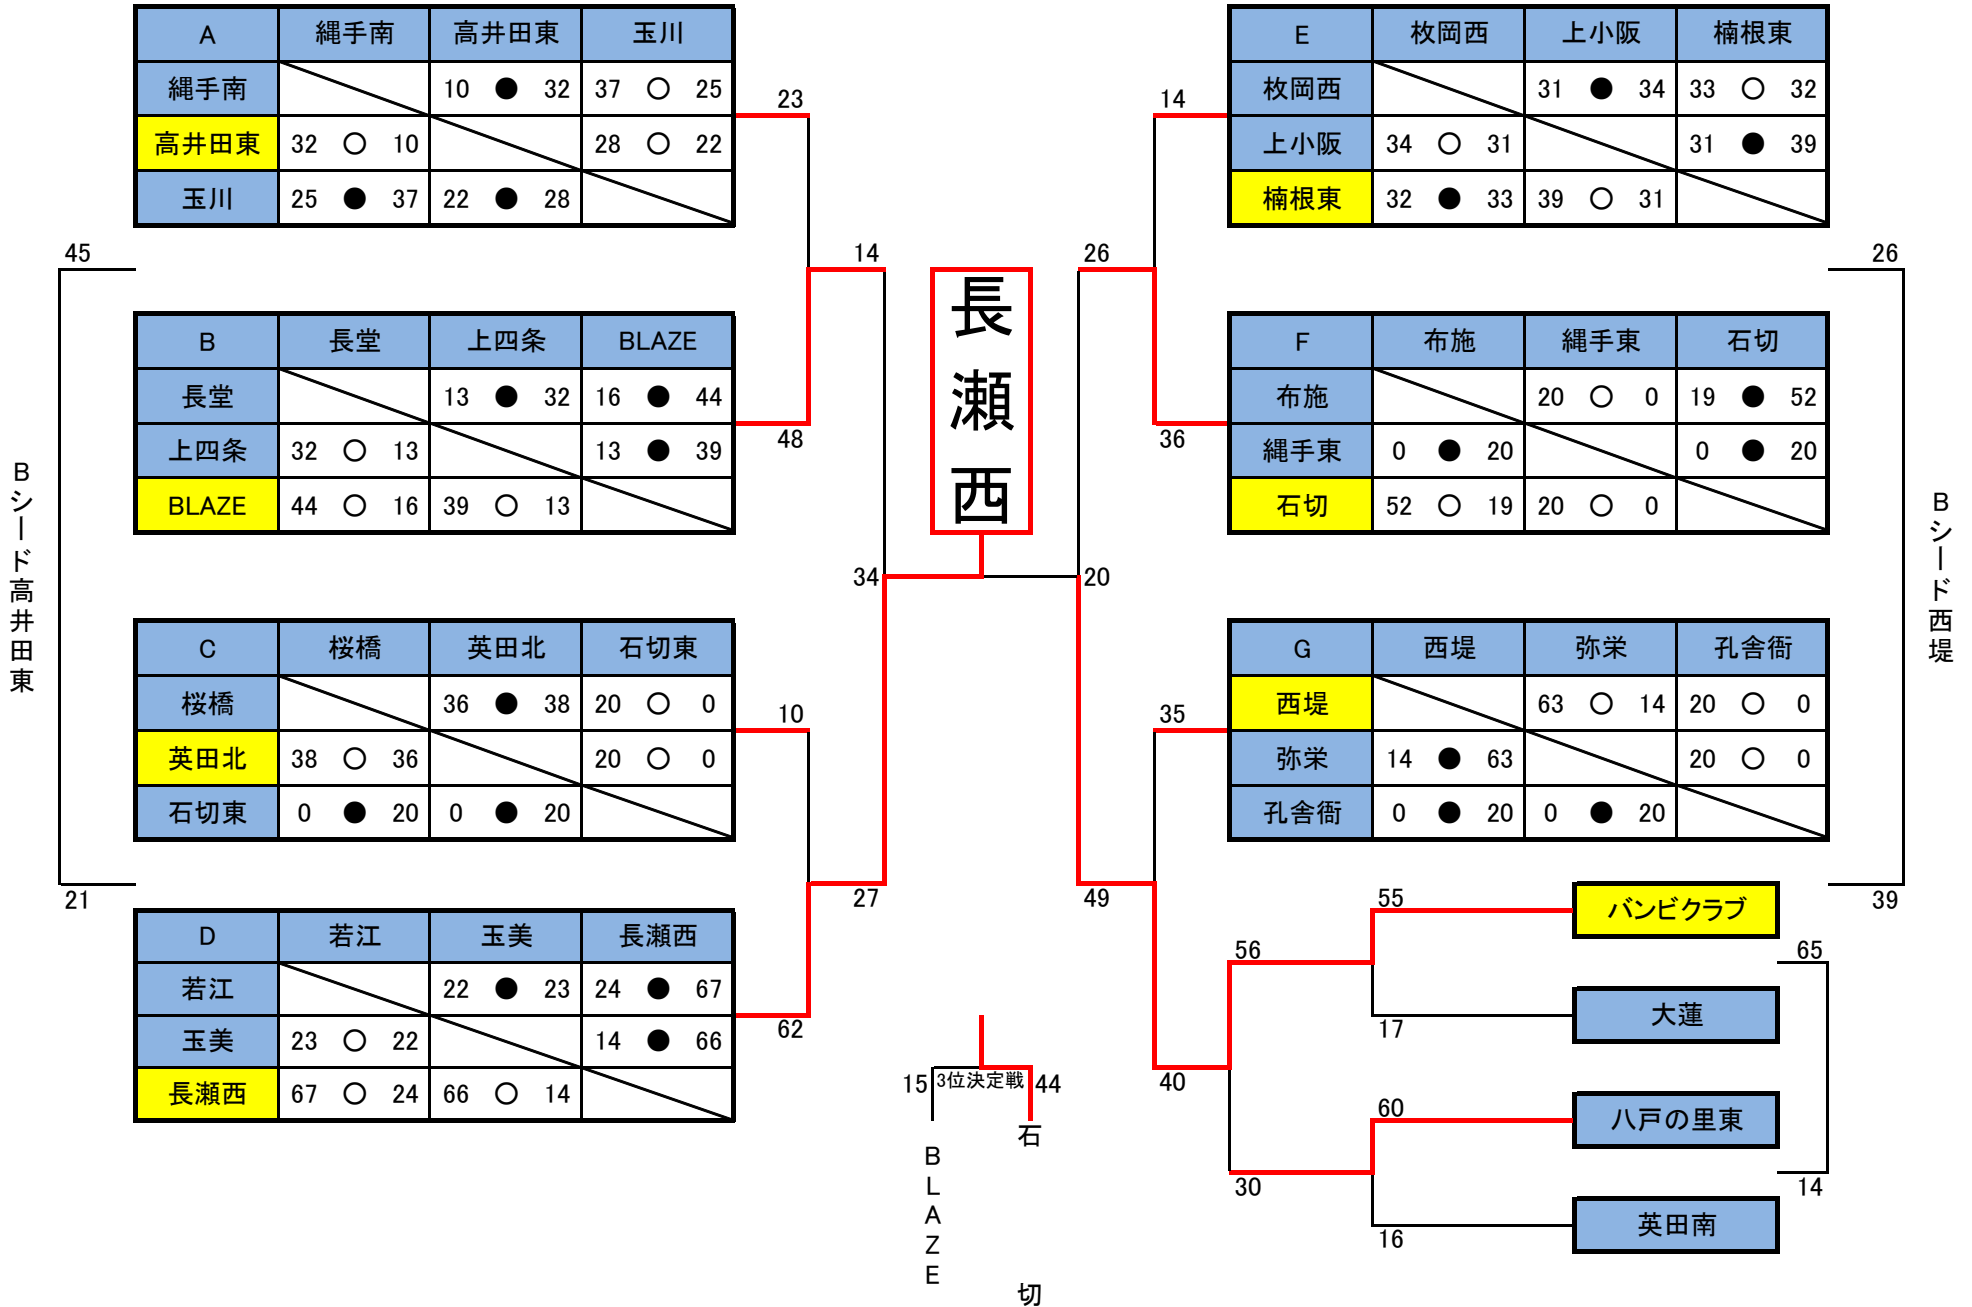 A 縄手南 高井田東 玉川
縄手南 10 ● 32 37 ○ 25
高井田東 32 ○ 10 28 ○ 22
玉川 25 ● 37 22 ● 28
23
45
14
B 長堂 上四条 BLAZE
長堂 13 ● 32 16 ● 44
上四条 32 ○ 13 13 ● 39
BLAZE 44 ○ 16 39 ○ 13
48
Bシード高井田東
34
C 桜橋 英田北 石切東
桜橋 36 ● 38 20 ○ 0
英田北 38 ○ 36 20 ○ 0
石切東 0 ● 20 0 ● 20
10
21
27
D 若江 玉美 長瀬西
若江 22 ● 23 24 ● 67
玉美 23 ○ 22 14 ● 66
長瀬西 67 ○ 24 66 ○ 14
62
長瀬西
15 3位決定戦 44
BLAZE
石切
E 枚岡西 上小阪 楠根東
枚岡西 31 ● 34 33 ○ 32
上小阪 34 ○ 31 31 ● 39
楠根東 32 ● 33 39 ○ 31
14
26
26
F 布施 縄手東 石切
布施 20 ○ 0 19 ● 52
縄手東 0 ● 20 0 ● 20
石切 52 ○ 19 20 ○ 0
36
Bシード西堤
20
G 西堤 弥栄 孔舎衙
西堤 63 ○ 14 20 ○ 0
弥栄 14 ● 63 20 ○ 0
孔舎衙 0 ● 20 0 ● 20
35
49
39
55 バンビクラブ
56
65
17 大蓮
40
60 八戸の里東
30
14
16 英田南